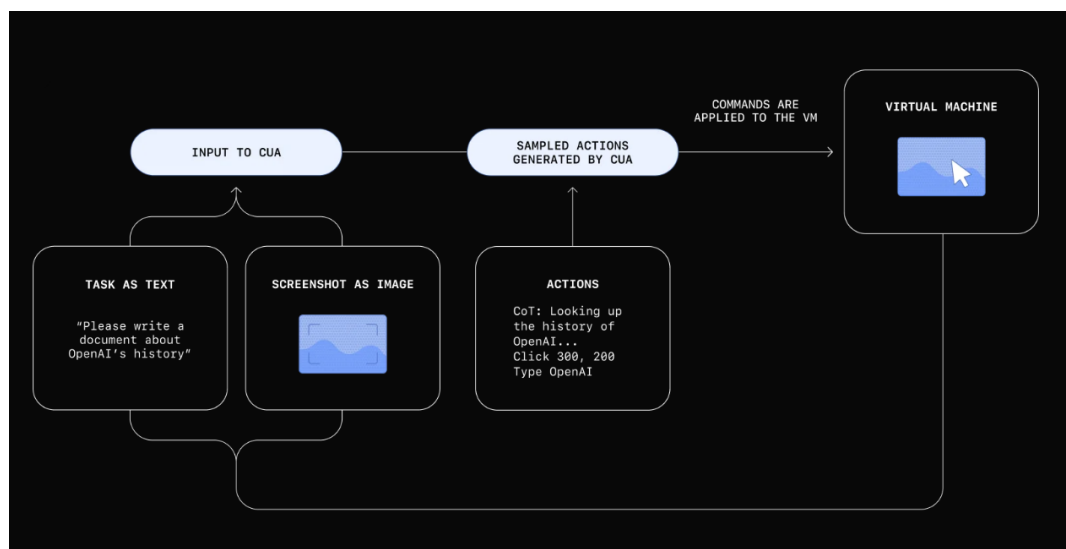 COMMANDS ARE
APPLIED TO THE VM
VIRTUAL MACHINE
INPUT TO CUA
SAMPLED ACTIONS
GENERATED BY CUA
TASK AS TEXT
"Please write a
document about
OpenAI's history"
SCREENSHOT AS IMAGE
ACTIONS
CoT: Looking up
the history of
OpenAI...
Click 300, 200
Type OpenAI